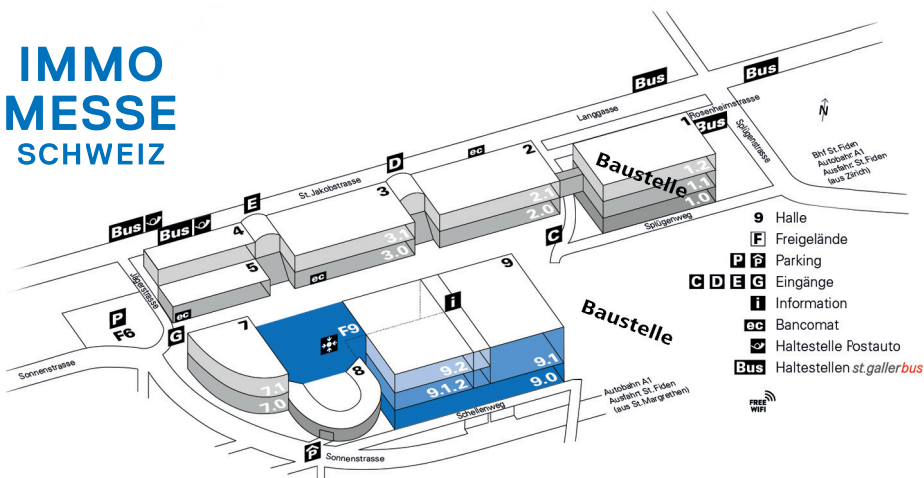 IMMO
MESSE
SCHWEIZ
Bus
Bus
Langgasse
Rosenheimstrasse
Bus
Splügenstrasse
N
Bhf St.Fiden
Autobahn A1
Ausfahrt St.Fiden
(aus Zürich)
1
Baustelle
1.2
1.1
1.0
Splügenweg
ec
2
D
2.1
2.0
C
St.Jakobstrasse
3
E
3.1
3.0
ec
Bus
Bus
4
5
ec
Jägerstrasse
P
F6
G
Sonnenstrasse
7
7.1
7.0
F9
8
9
i
9.2
9.1.2
9.1
9.0
Baustelle
Schellenweg
Autobahn A1
Ausfahrt St.Fiden
(aus St.Margrethen)
P
Sonnenstrasse
9 Halle
F Freigelände
P P Parking
C D E G Eingänge
i Information
ec Bancomat
Haltestelle Postauto
Bus Haltestellen st.gallerbus
FREE
WIFI